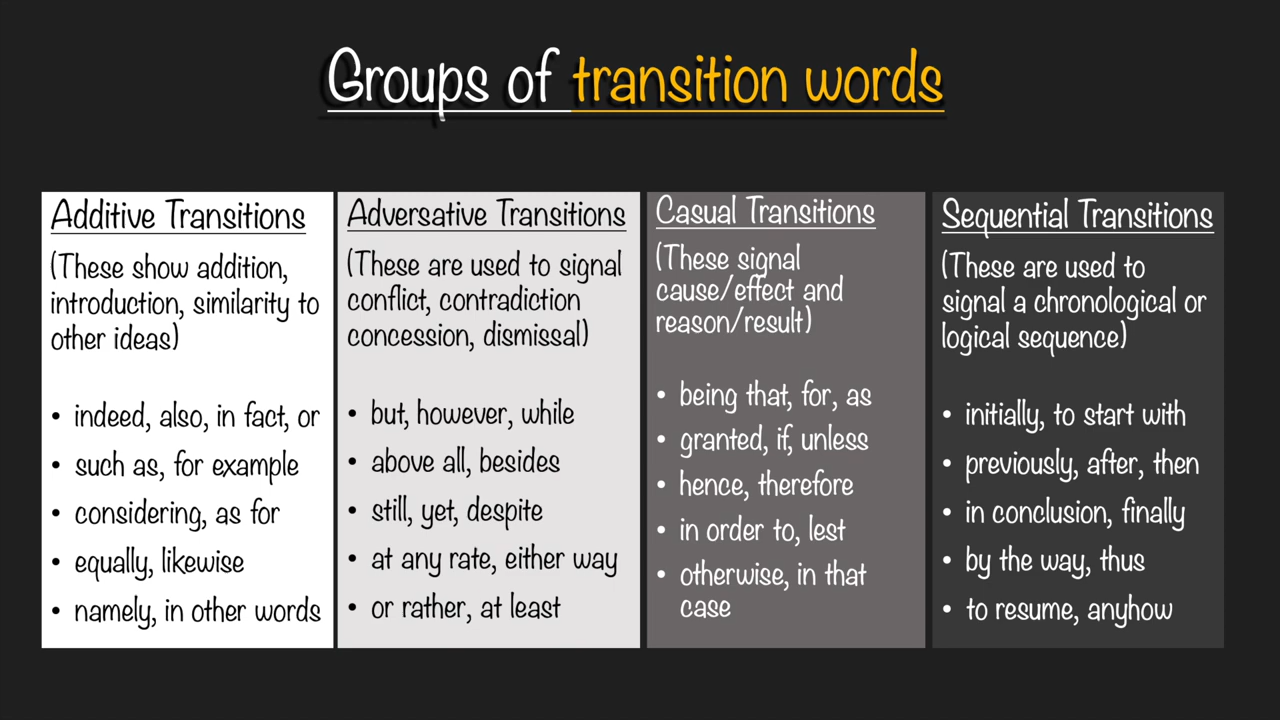 Groups of transition words
Additive Transitions
(These show addition,
introduction, similarity to
other ideas)
• indeed, also, in fact, or
• such as, for example
• considering, as for
• equally, likewise
• namely, in other words
Adversative Transitions
(These are used to signal
conflict, contradiction
concession, dismissal)
• but, however, while
• above all, besides
• still, yet, despite
• at any rate, either way
• or rather, at least
Casual Transitions
(These signal
cause/effect and
reason/result)
• being that, for, as
• granted, if, unless
• hence, therefore
• in order to, lest
• otherwise, in that
case
Sequential Transitions
(These are used to
signal a chronological or
logical sequence)
• initially, to start with
• previously, after, then
• in conclusion, finally
• by the way, thus
• to resume, anyhow